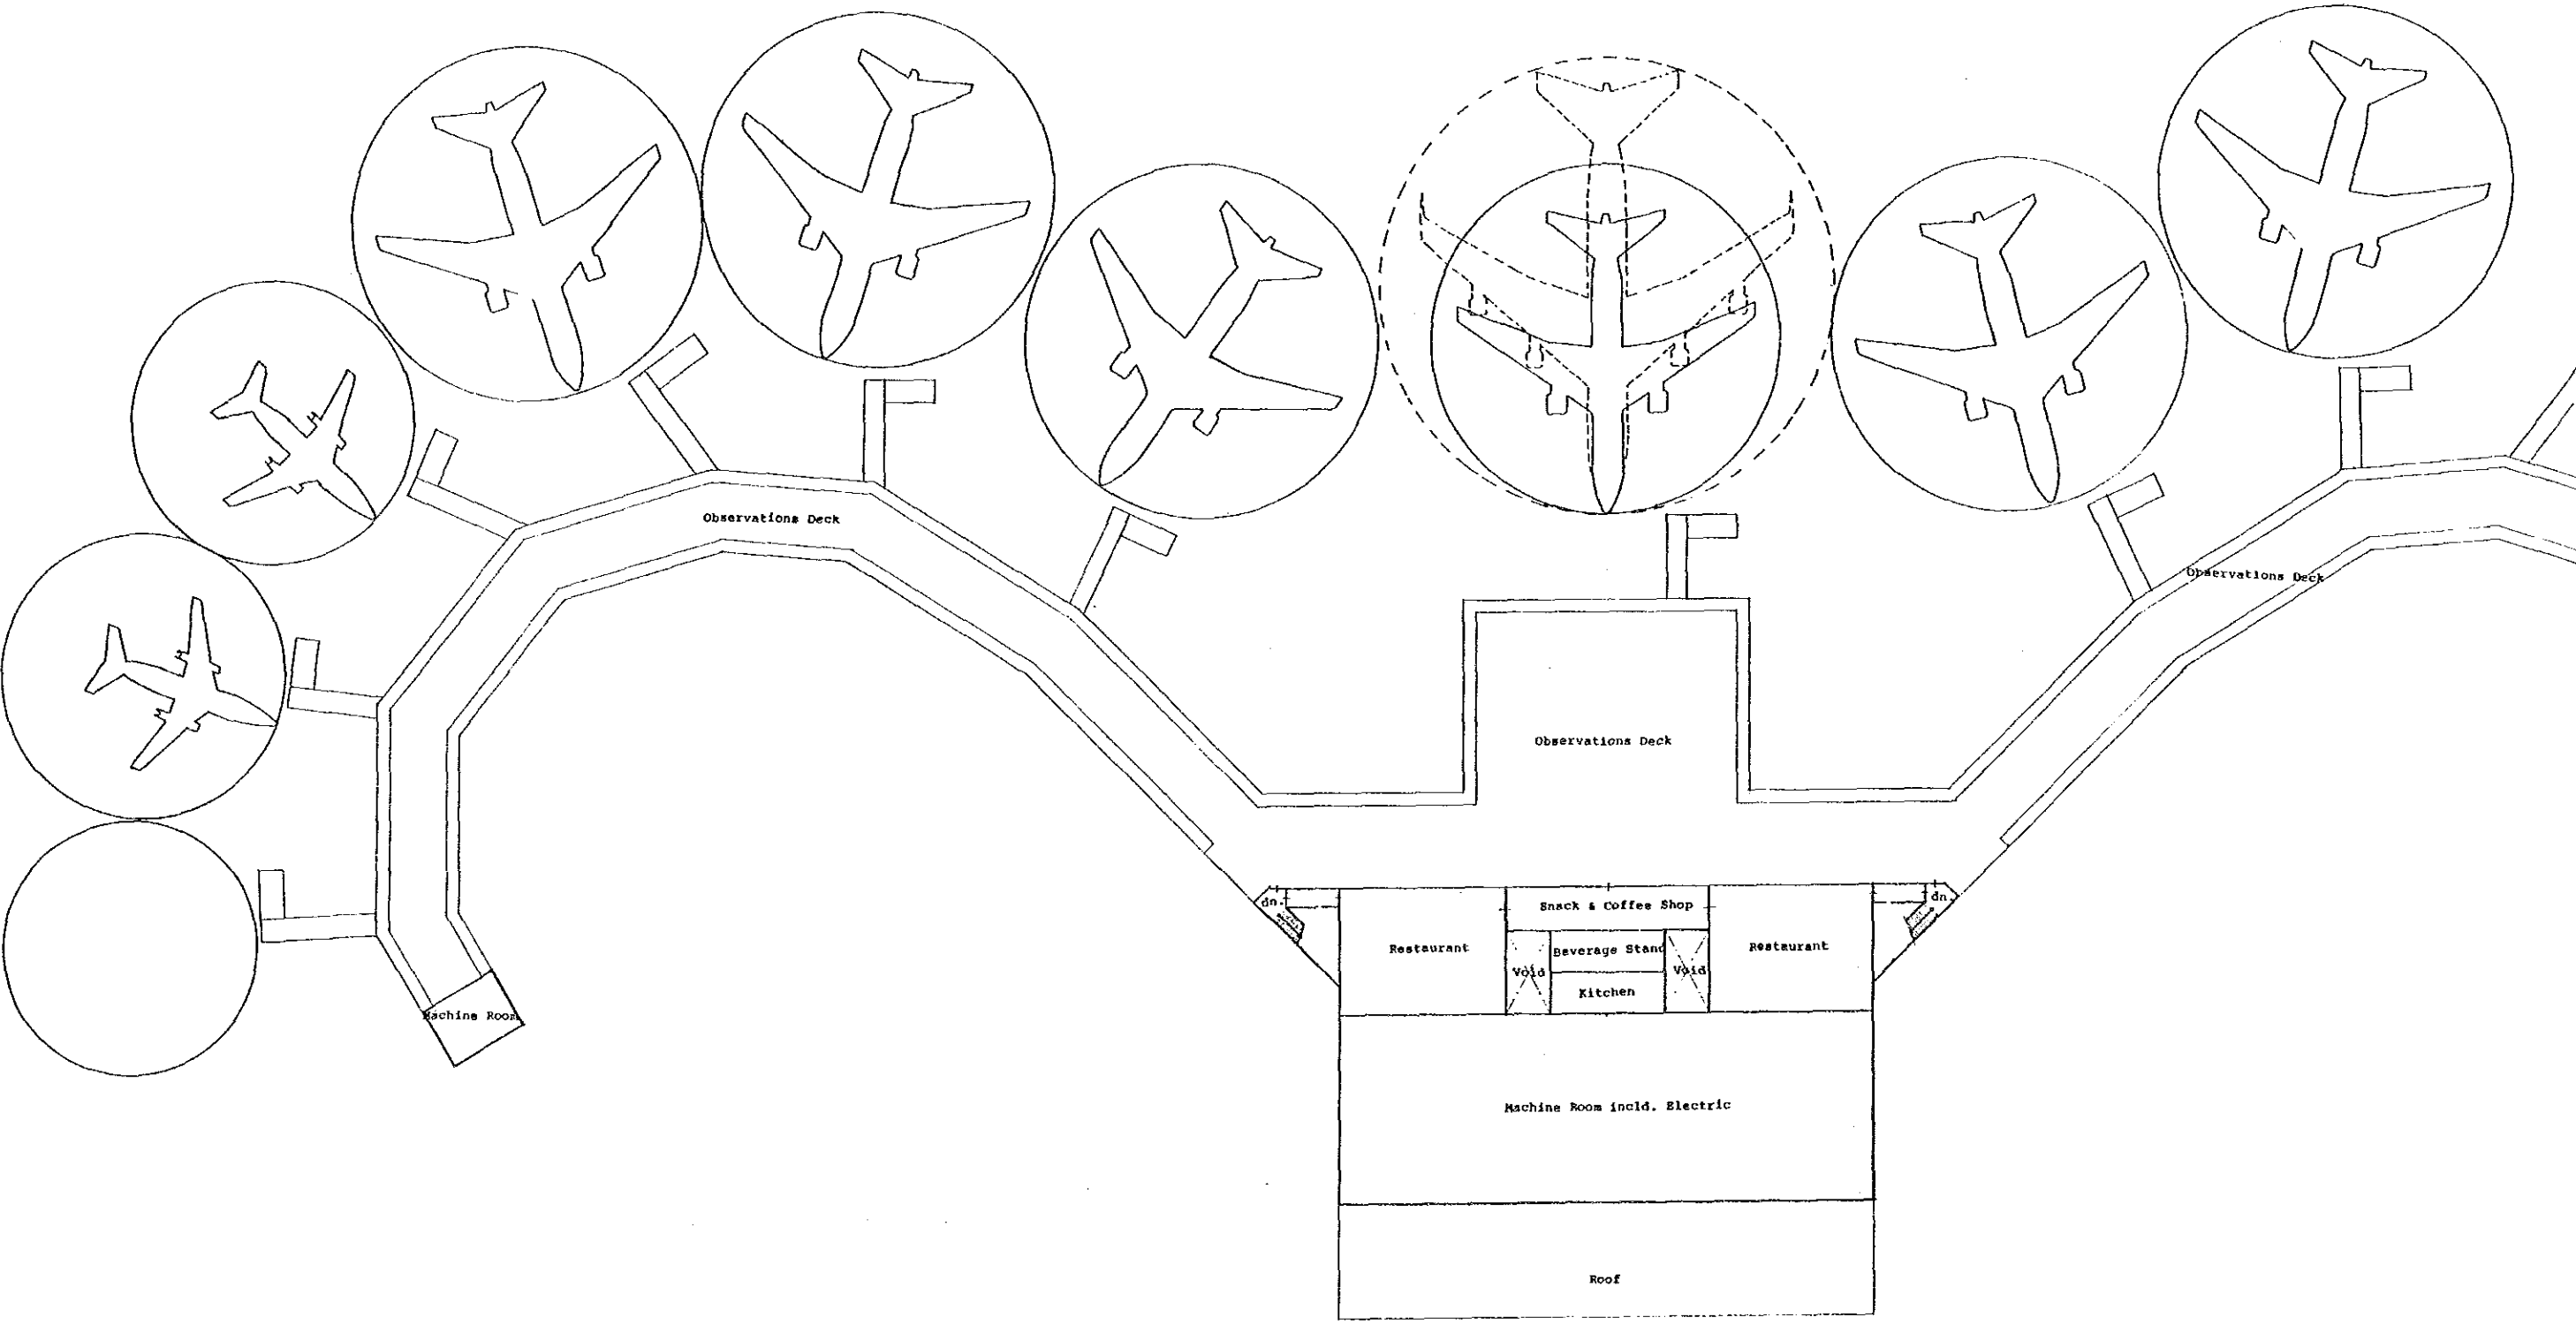 Observations Deck
Observations Deck
Observations Deck
dn.
dn.
Snack & Coffee Shop
Restaurant
Beverage Stand
Restaurant
Void
Void
Kitchen
Machine Room
Machine Room incld. Electric
Roof